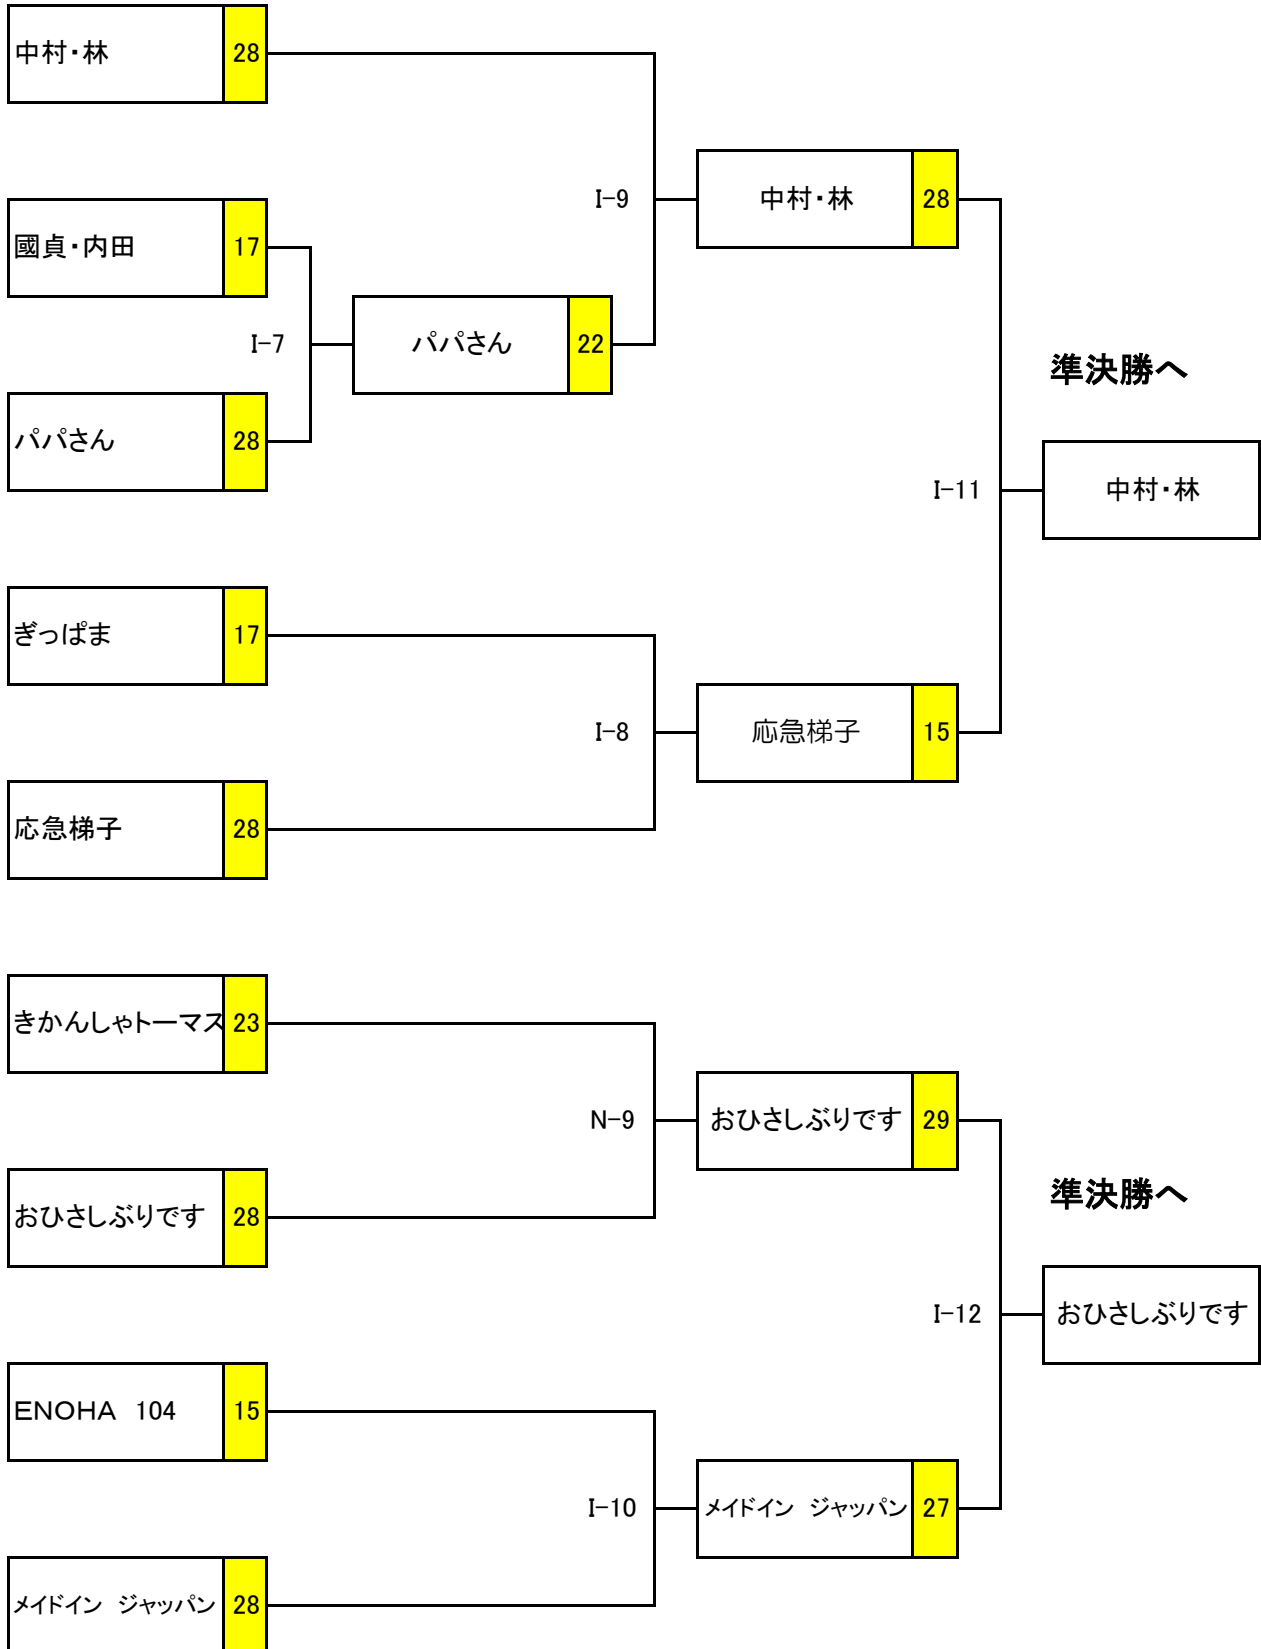 中村・林 28
I-9 中村・林 28
國貞・内田 17
I-7 パパさん 22
準決勝へ
パパさん 28
I-11 中村・林
ぎっぱま 17
I-8 応急梯子 15
応急梯子 28
きかんしゃトーマス 23
N-9 おひさしぶりです 29
準決勝へ
おひさしぶりです 28
I-12 おひさしぶりです
ENOHA 104 15
I-10 メイドイン ジャッパン 27
メイドイン ジャッパン 28